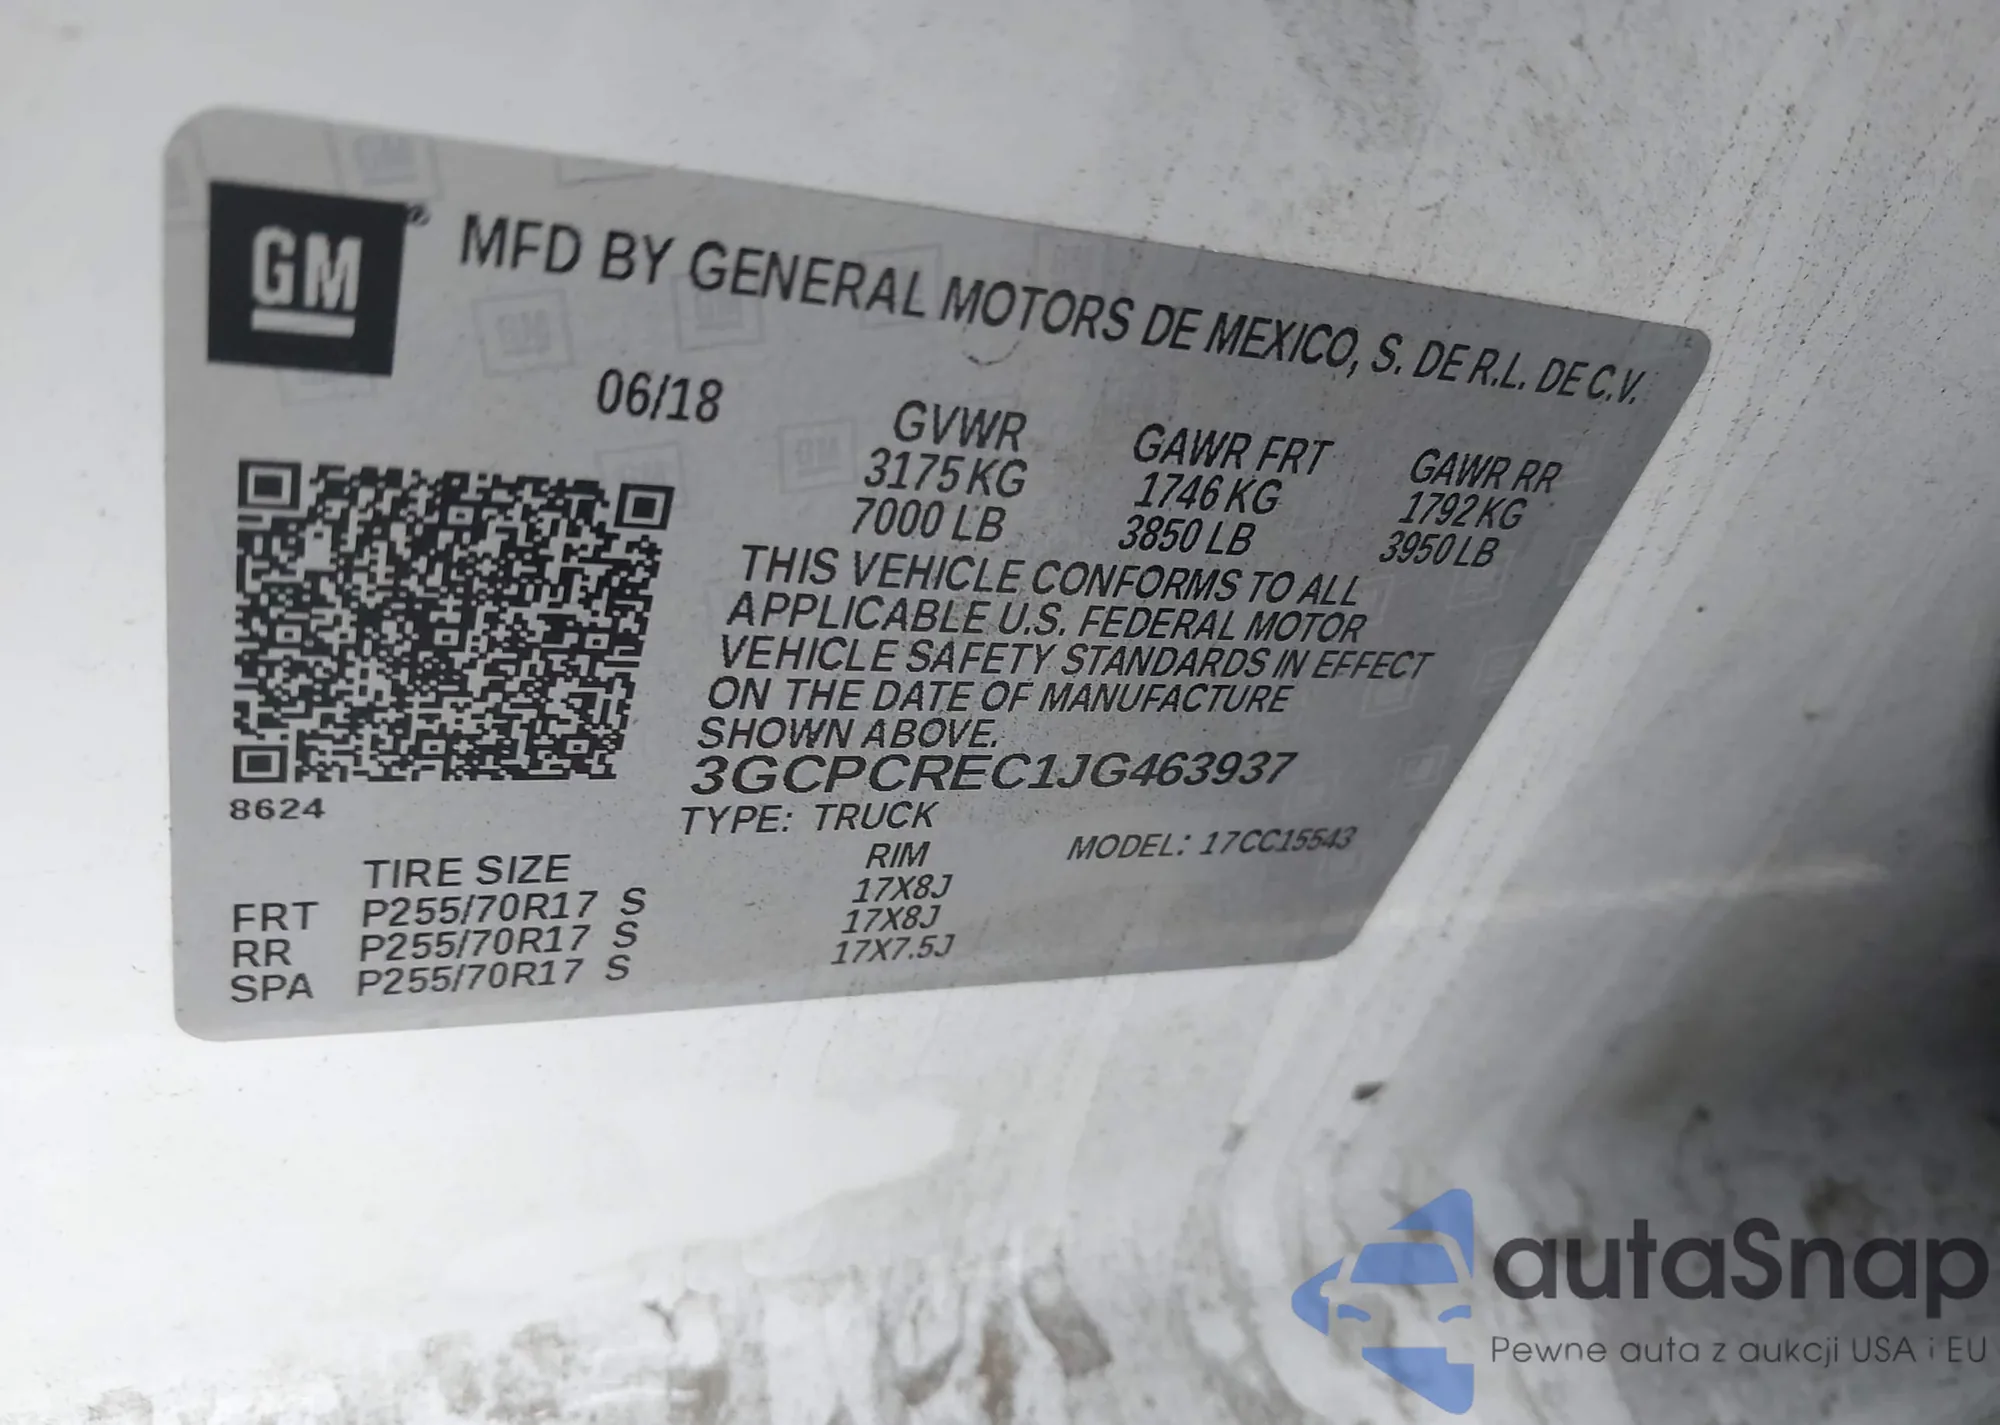 GM
MFD BY GENERAL MOTORS DE MEXICO, S. DE R.L. DE C.V.
06/18
GVWR GAWR FRT GAWR RR
3175 KG 1746 KG 1792 KG
7000 LB 3850 LB 3950 LB
THIS VEHICLE CONFORMS TO ALL
APPLICABLE U.S. FEDERAL MOTOR
VEHICLE SAFETY STANDARDS IN EFFECT
ON THE DATE OF MANUFACTURE
SHOWN ABOVE.
3GCPCREC1JG463937
8624
TYPE: TRUCK MODEL: 17CC15543
TIRE SIZE RIM
FRT P255/70R17 S 17X8J
RR P255/70R17 S 17X8J
SPA P255/70R17 S 17X7.5J
autaSnap
Pewne auta z aukcji USA i EU